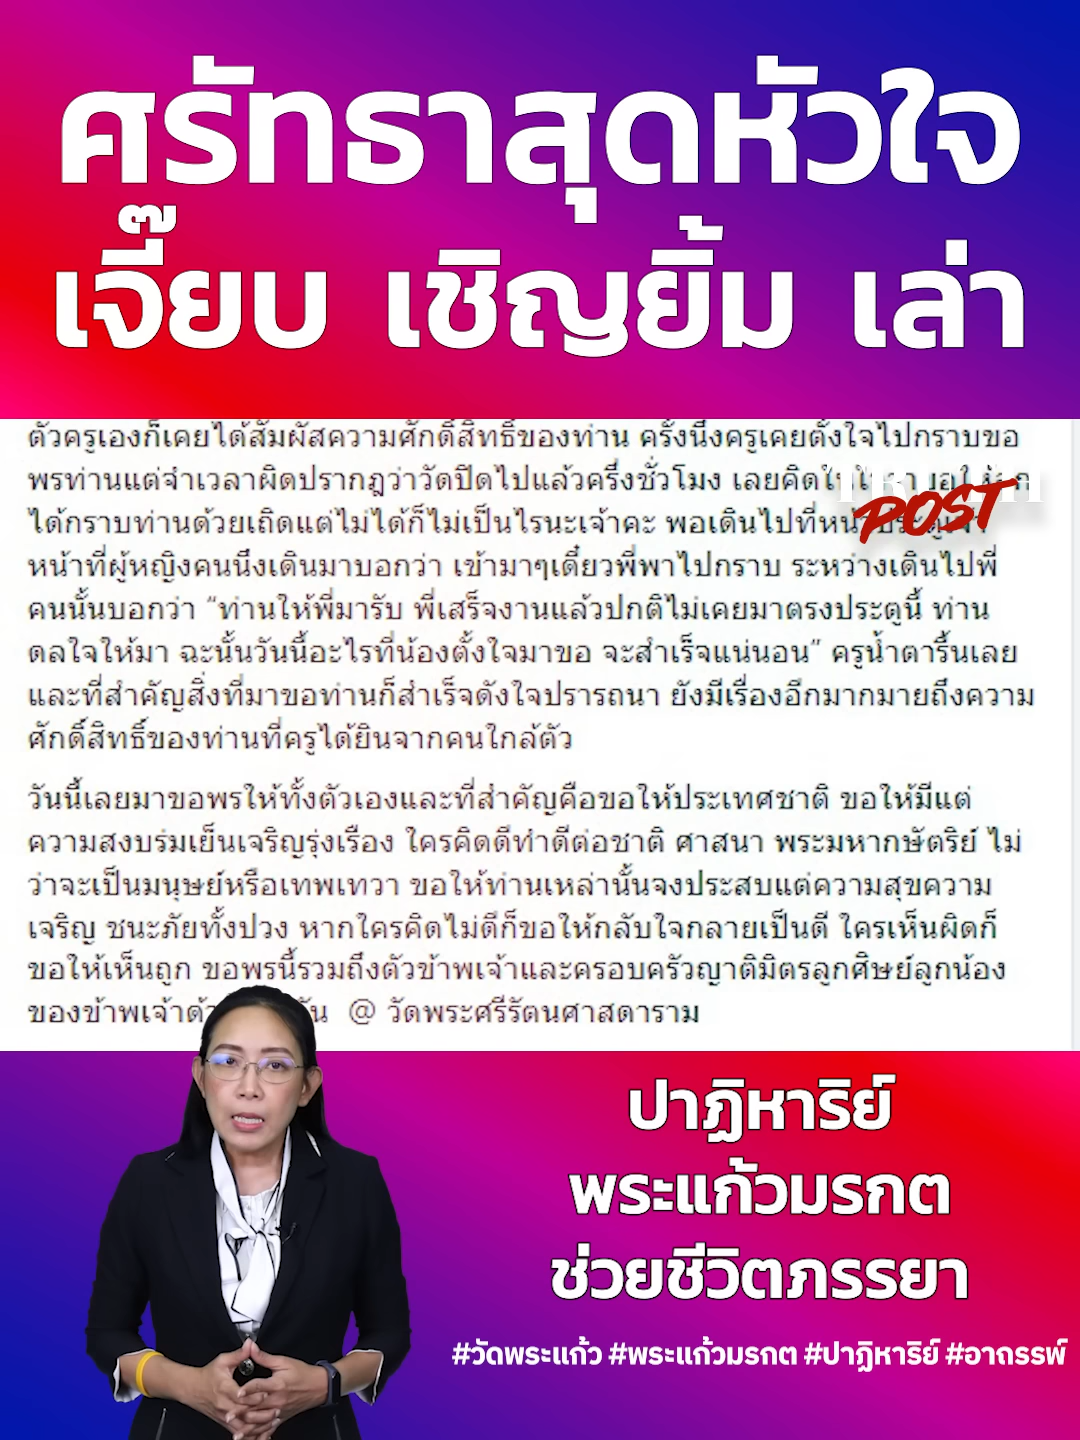 ศรัทธาสุดหัวใจ
เจี๊ยบ เชิญยิ้ม เล่า
ตัวครูเองก็เคยได้สัมผัสความศักดิ์สิทธิ์ของท่าน ครั้งนึงครูเคยตั้งใจไปกราบขอ
พรท่านแต่จำเวลาผิดปรากฎว่าวัดปิดไปแล้วครึ่งชั่วโมง เลยคิดใน
POST
ได้กราบท่านด้วยเถิดแต่ไม่ได้ก็ไม่เป็นไรนะเจ้าคะ พอเดินไปที่หน้าประตูเจ้า
หน้าที่ผู้หญิงคนนึงเดินมาบอกว่า เข้ามาๆเดี๋ยวพี่พาไปกราบ ระหว่างเดินไปพี่
คนนั้นบอกว่า “ท่านให้พี่มารับ พี่เสร็จงานแล้วปกติไม่เคยมาตรงประตูนี้ ท่าน
ดลใจให้มา ฉะนั้นวันนี้อะไรที่น้องตั้งใจมาขอ จะสำเร็จแน่นอน” ครูน้ำตารื้นเลย
และที่สำคัญสิ่งที่มาขอท่านก็สำเร็จดังใจปรารถนา ยังมีเรื่องอีกมากมายถึงความ
ศักดิ์สิทธิ์ของท่านที่ครูได้ยินจากคนใกล้ตัว
วันนี้เลยมาขอพรให้ทั้งตัวเองและที่สำคัญคือขอให้ประเทศชาติ ขอให้มีแต่
ความสงบร่มเย็นเจริญรุ่งเรือง ใครคิดดีทำดีต่อชาติ ศาสนา พระมหากษัตริย์ ไม่
ว่าจะเป็นมนุษย์หรือเทพเทวา ขอให้ท่านเหล่านั้นจงประสบแต่ความสุขความ
เจริญ ชนะภัยทั้งปวง หากใครคิดไม่ดีก็ขอให้กลับใจกลายเป็นดี ใครเห็นผิดก็
ขอให้เห็นถูก ขอพรนี้รวมถึงตัวข้าพเจ้าและครอบครัวญาติมิตรลูกศิษย์ลูกน้อง
ของข้าพเจ้า @ วัดพระศรีรัตนศาสดาราม
ปาฏิหาริย์
พระแก้วมรกต
ช่วยชีวิตภรรยา
#วัดพระแก้ว #พระแก้วมรกต #ปาฏิหาริย์ #อาถรรพ์